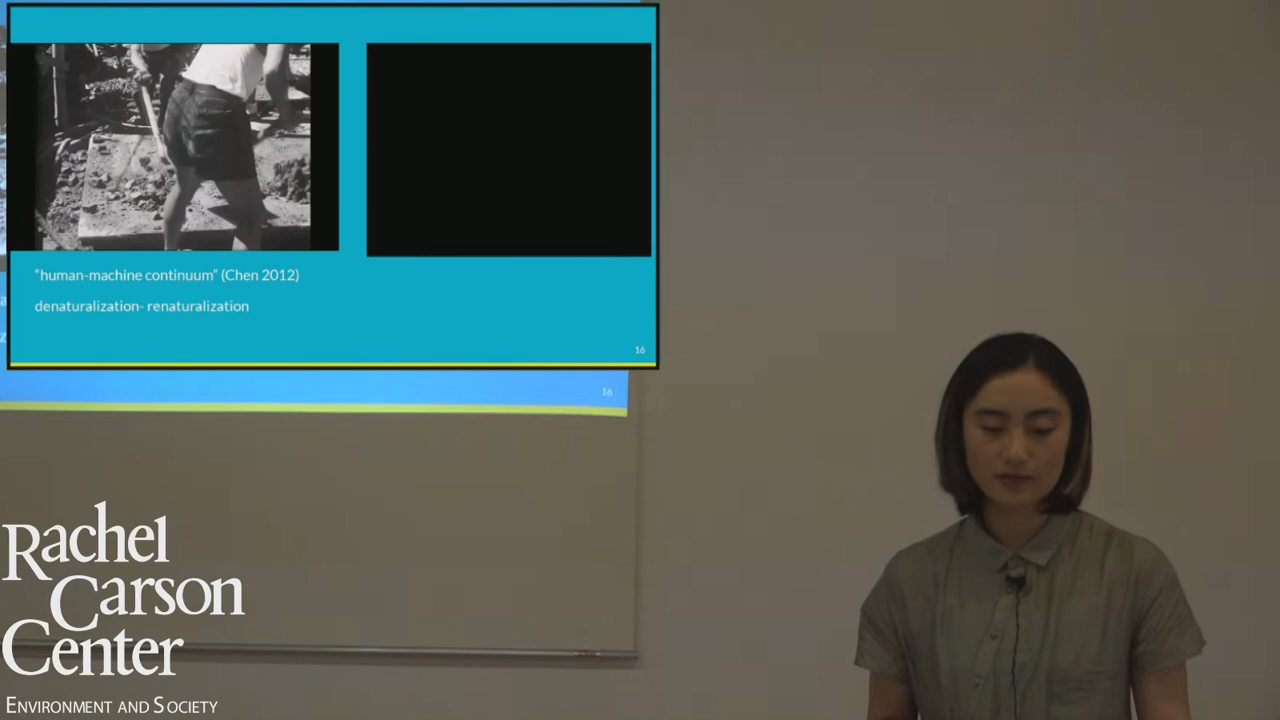 “human-machine continuum” (Chen 2012)
denaturalization- renaturalization
16
16
Rachel
Carson
Center
ENVIRONMENT AND SOCIETY